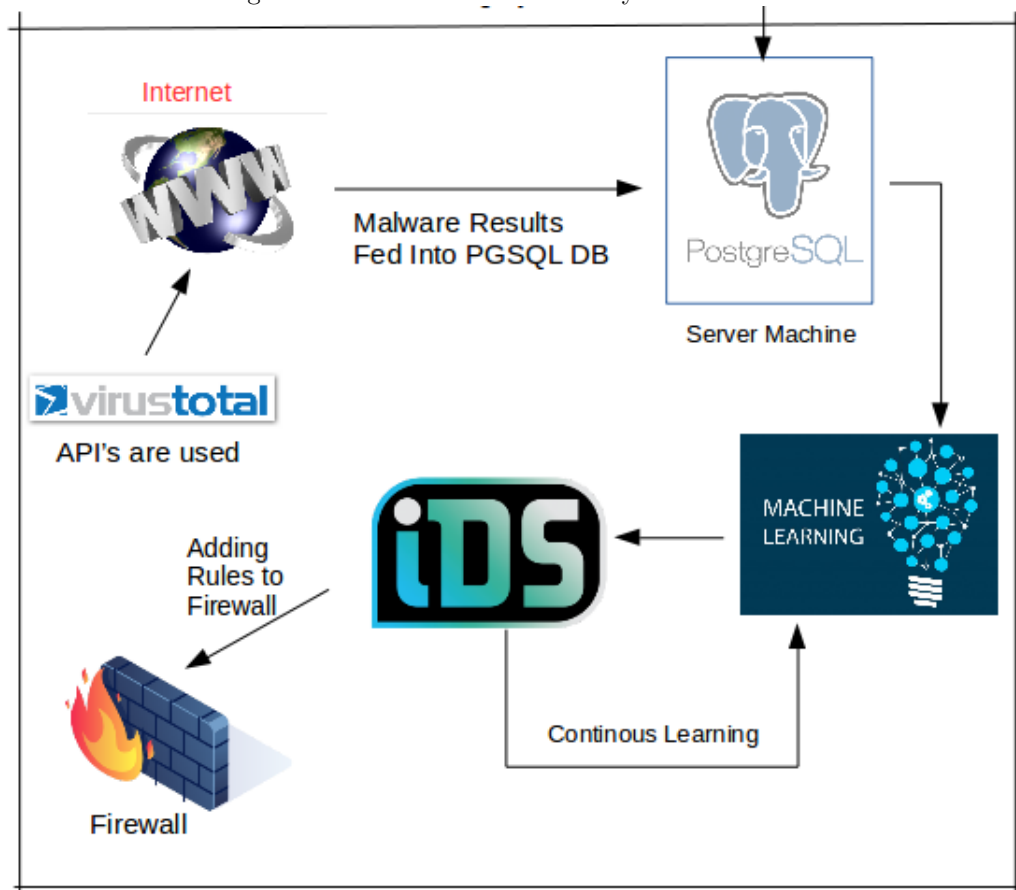 Internet
WWW
Malware Results
Fed Into PGSQL DB
PostgreSQL
Server Machine
virustotal
API's are used
MACHINE
LEARNING
iDS
Adding
Rules to
Firewall
Continous Learning
Firewall